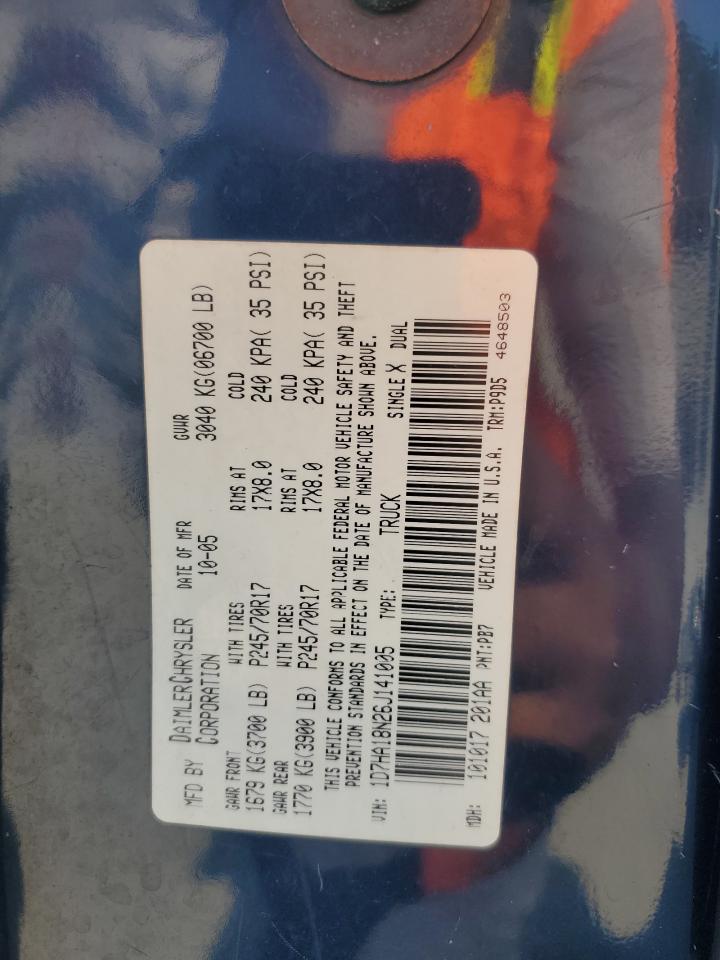 MFD BY DAIMLERCHRYSLER CORPORATION DATE OF MFR 10-05 GVWR 3040 KG(06700 LB)
GAWR FRONT WITH TIRES RIMS AT COLD
1679 KG(3700 LB) P245/70R17 17X8.0 240 KPA( 35 PSI)
GAWR REAR WITH TIRES RIMS AT COLD
1770 KG(3900 LB) P245/70R17 17X8.0 240 KPA( 35 PSI)
THIS VEHICLE CONFORMS TO ALL APPLICABLE FEDERAL MOTOR VEHICLE SAFETY AND THEFT
PREVENTION STANDARDS IN EFFECT ON THE DATE OF MANUFACTURE SHOWN ABOVE.
VIN: 1D7HA18N26J141005 TYPE: TRUCK SINGLE X DUAL
MDH: 101017 201AA PNT:PB7 VEHICLE MADE IN U.S.A. TRM:P9D5
4648503